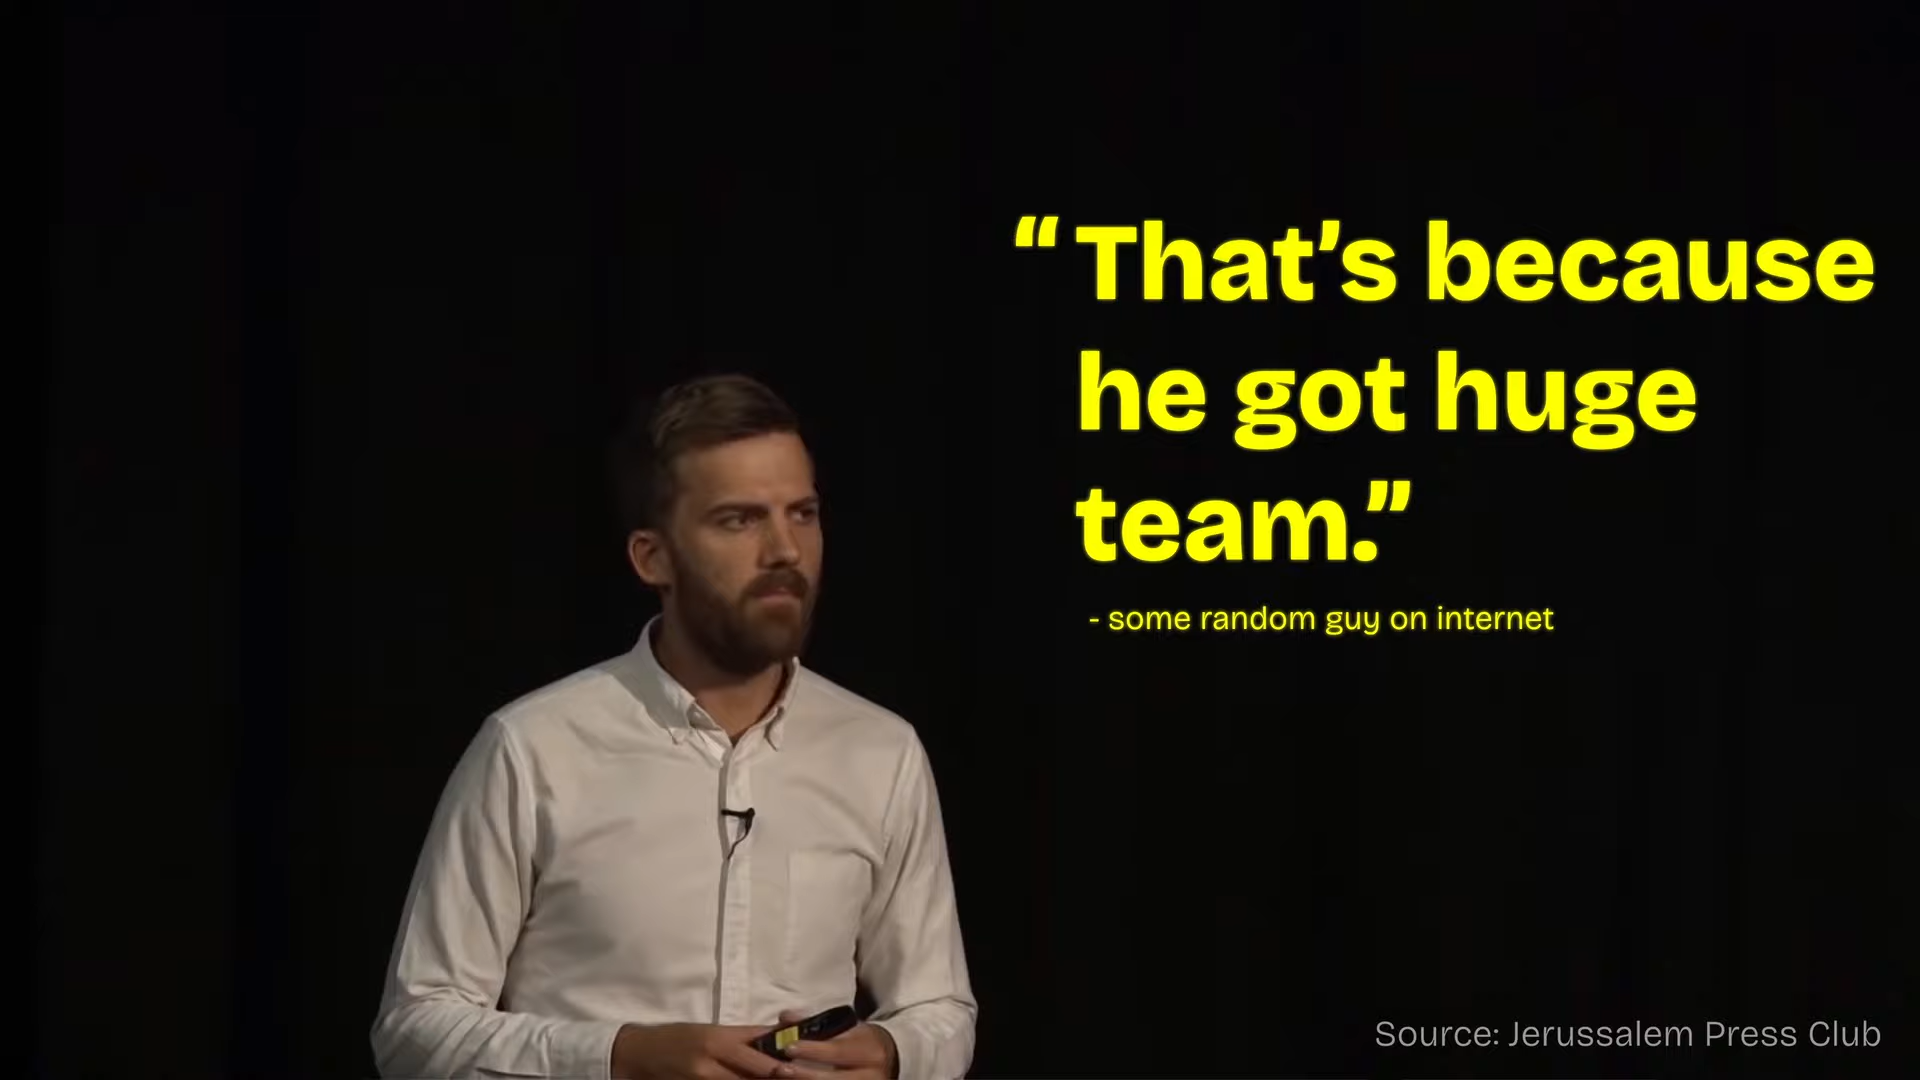 “That’s because
he got huge
team.”
- some random guy on internet
Source: Jerussalem Press Club